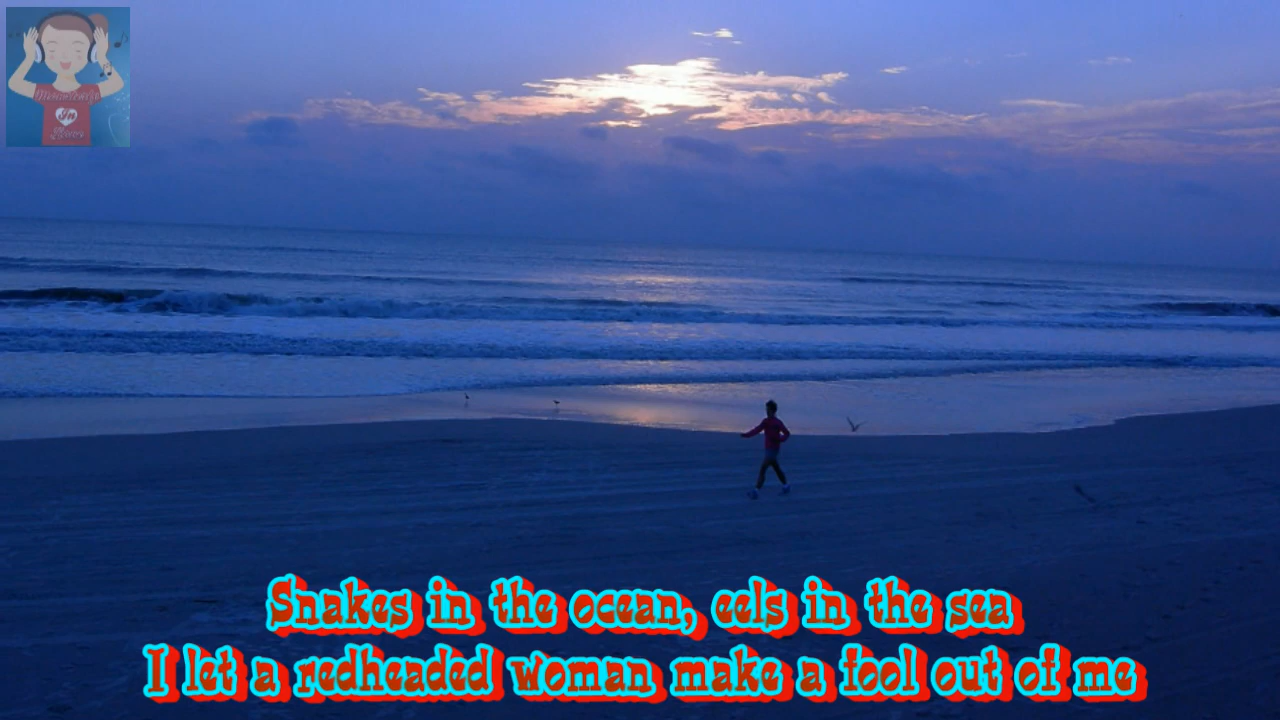 Snakes in the ocean, eels in the sea
I let a redheaded woman make a fool out of me